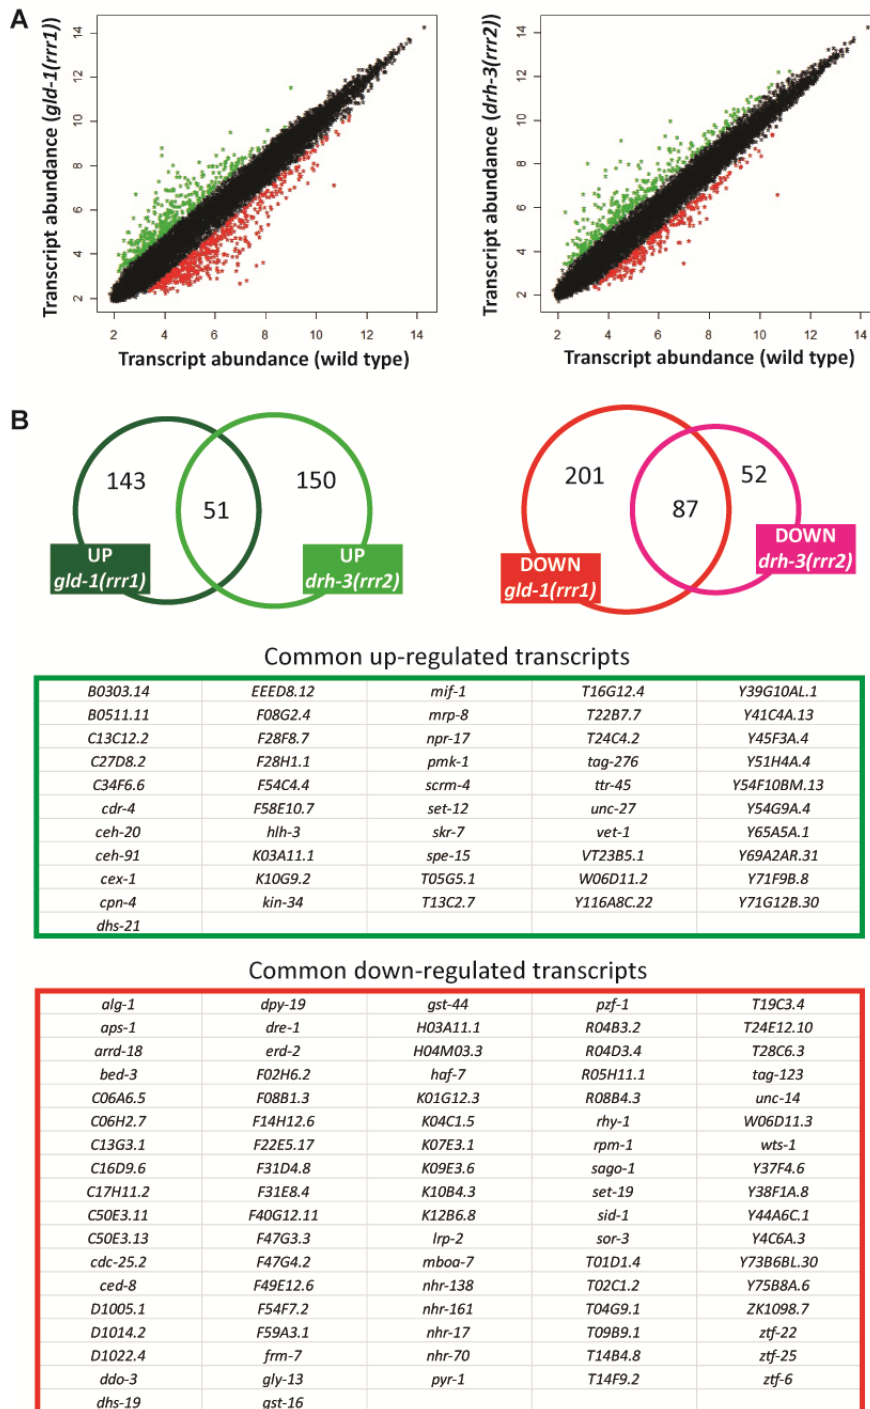 A
Transcript abundance (gld-1(rrr1))
14
12
10
8
6
4
2
2 4 6 8 10 12 14
Transcript abundance (wild type)
Transcript abundance (drh-3(rrr2))
14
12
10
8
6
4
2
2 4 6 8 10 12 14
Transcript abundance (wild type)
B
143 51 150
UP gld-1(rrr1)
UP drh-3(rrr2)
201 87 52
DOWN gld-1(rrr1)
DOWN drh-3(rrr2)
Common up-regulated transcripts
B0303.14 EEED8.12 mif-1 T16G12.4 Y39G10AL.1
B0511.11 F08G2.4 mrp-8 T22B7.7 Y41C4A.13
C13C12.2 F28F8.7 npr-17 T24C4.2 Y45F3A.4
C27D8.2 F28H1.1 pmk-1 tag-276 Y51H4A.4
C34F6.6 F54C4.4 scrm-4 ttr-45 Y54F10BM.13
cdr-4 F58E10.7 set-12 unc-27 Y54G9A.4
ceh-20 hlh-3 skr-7 vet-1 Y65A5A.1
ceh-91 K03A11.1 spe-15 VT23B5.1 Y69A2AR.31
cex-1 K10G9.2 T05G5.1 W06D11.2 Y71F9B.8
cpn-4 kin-34 T13C2.7 Y116A8C.22 Y71G12B.30
dhs-21
Common down-regulated transcripts
alg-1 dpy-19 gst-44 pzf-1 T19C3.4
aps-1 dre-1 H03A11.1 R04B3.2 T24E12.10
arrd-18 erd-2 H04M03.3 R04D3.4 T28C6.3
bed-3 F02H6.2 haf-7 R05H11.1 tag-123
C06A6.5 F08B1.3 K01G12.3 R08B4.3 unc-14
C06H2.7 F14H12.6 K04C1.5 rhy-1 W06D11.3
C13G3.1 F22E5.17 K07E3.1 rpm-1 wts-1
C16D9.6 F31D4.8 K09E3.6 sago-1 Y37F4.6
C17H11.2 F31E8.4 K10B4.3 set-19 Y38F1A.8
C50E3.11 F40G12.11 K12B6.8 sid-1 Y44A6C.1
C50E3.13 F47G3.3 lrp-2 sor-3 Y4C6A.3
cdc-25.2 F47G4.2 mboa-7 T01D1.4 Y73B6BL.30
ced-8 F49E12.6 nhr-138 T02C1.2 Y75B8A.6
D1005.1 F54F7.2 nhr-161 T04G9.1 ZK1098.7
D1014.2 F59A3.1 nhr-17 T09B9.1 ztf-22
D1022.4 frm-7 nhr-70 T14B4.8 ztf-25
ddo-3 gly-13 pyr-1 T14F9.2 ztf-6
dhs-19 gst-16